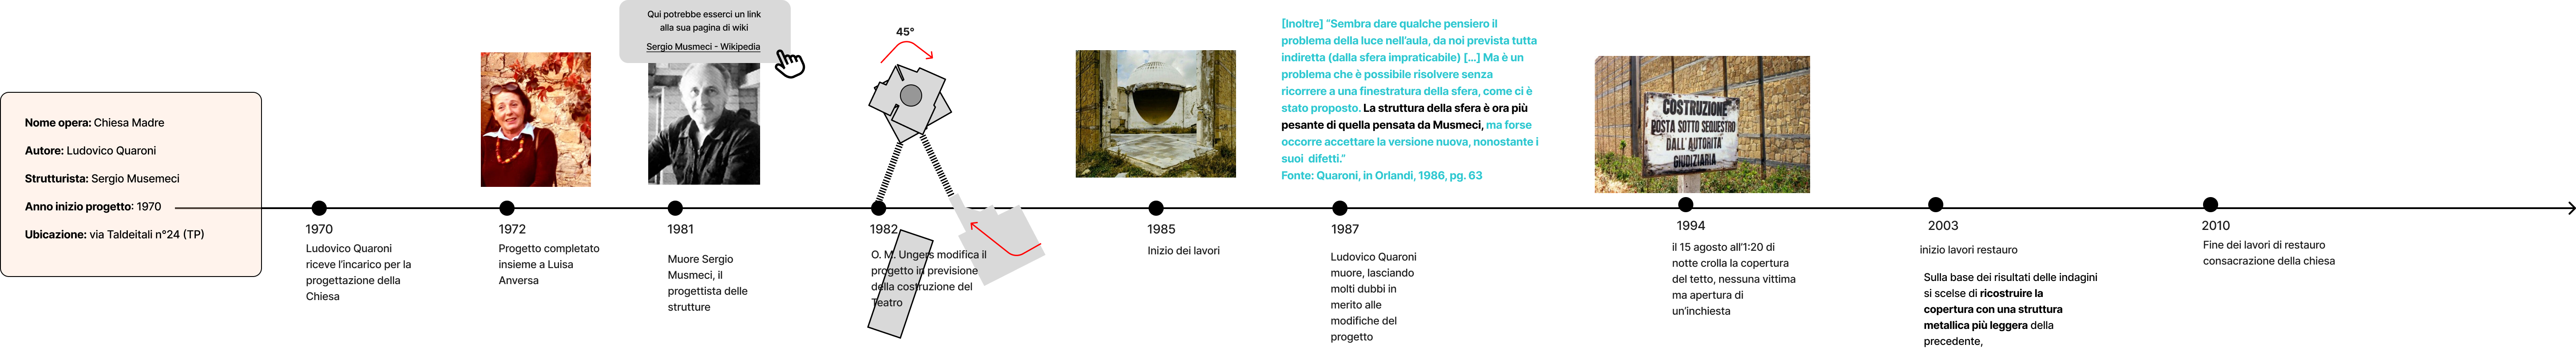 Nome opera: Chiesa Madre
Autore: Ludovico Quaroni
Strutturista: Sergio Musemeci
Anno inizio progetto: 1970
Ubicazione: via Taldeitali n°24 (TP)
1970
Ludovico Quaroni
riceve l’incarico per la
progettazione della
Chiesa
1972
Progetto completato
insieme a Luisa
Anversa
Qui potrebbe esserci un link
alla sua pagina di wiki
Sergio Musmeci - Wikipedia
1981
Muore Sergio
Musmeci, il
progettista delle
strutture
45°
1982
O. M. Ungers modifica il
progetto in previsione
della costruzione del
Teatro
1985
Inizio dei lavori
[Inoltre] “Sembra dare qualche pensiero il
problema della luce nell’aula, da noi prevista tutta
indiretta (dalla sfera impraticabile) [...] Ma è un
problema che è possibile risolvere senza
ricorrere a una finestratura della sfera, come ci è
stato proposto. La struttura della sfera è ora più
pesante di quella pensata da Musmeci, ma forse
occorre accettare la versione nuova, nonostante i
suoi difetti.”
Fonte: Quaroni, in Orlandi, 1986, pg. 63
1987
Ludovico Quaroni
muore, lasciando
molti dubbi in
merito alle
modifiche del
progetto
COSTRUZIONE
POSTA SOTTO SEQUESTRO
DALL'AUTORITA'
GIUDIZIARIA
1994
il 15 agosto all’1:20 di
notte crolla la copertura
del tetto, nessuna vittima
ma apertura di
un’inchiesta
2003
inizio lavori restauro
Sulla base dei risultati delle indagini
si scelse di ricostruire la
copertura con una struttura
metallica più leggera della
precedente,
2010
Fine dei lavori di restauro
consacrazione della chiesa